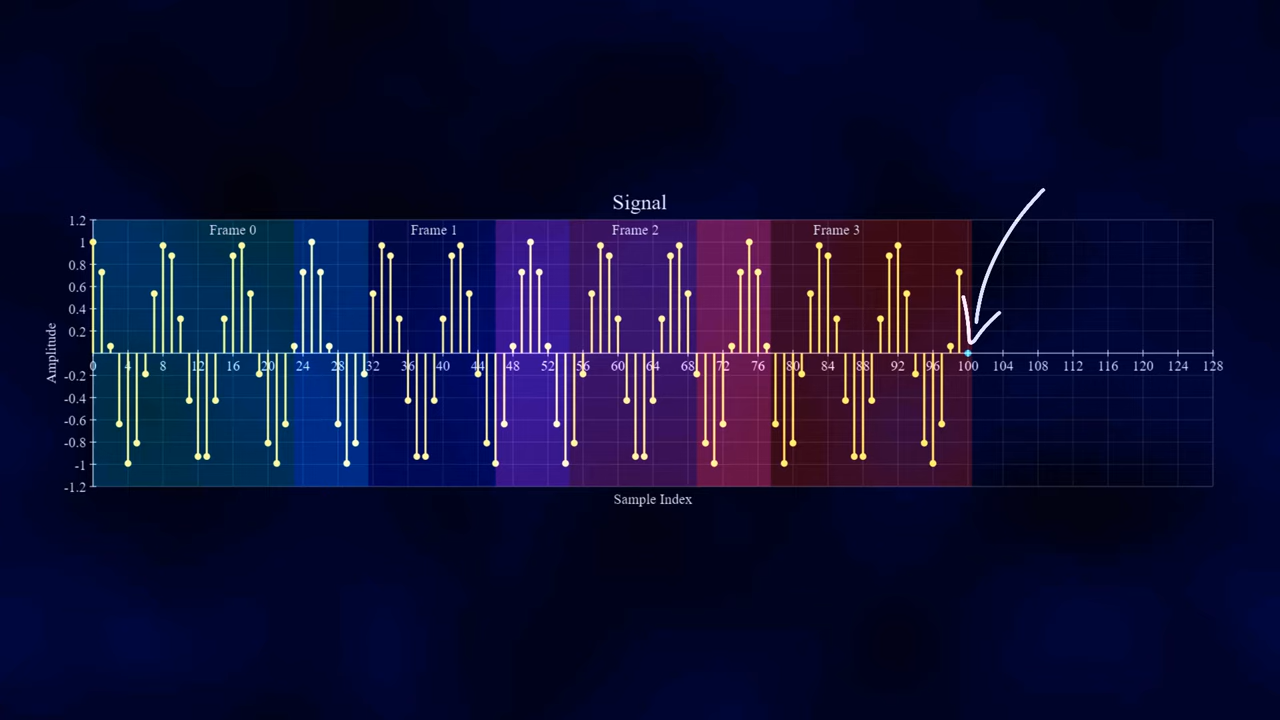 Signal
Frame 0 Frame 1 Frame 2 Frame 3
1.2
1
0.8
0.6
0.4
0.2
-0.2
-0.4
-0.6
-0.8
-1
-1.2
Amplitude
0 4 8 12 16 20 24 28 32 36 40 44 48 52 56 60 64 68 72 76 80 84 88 92 96 100 104 108 112 116 120 124 128
Sample Index